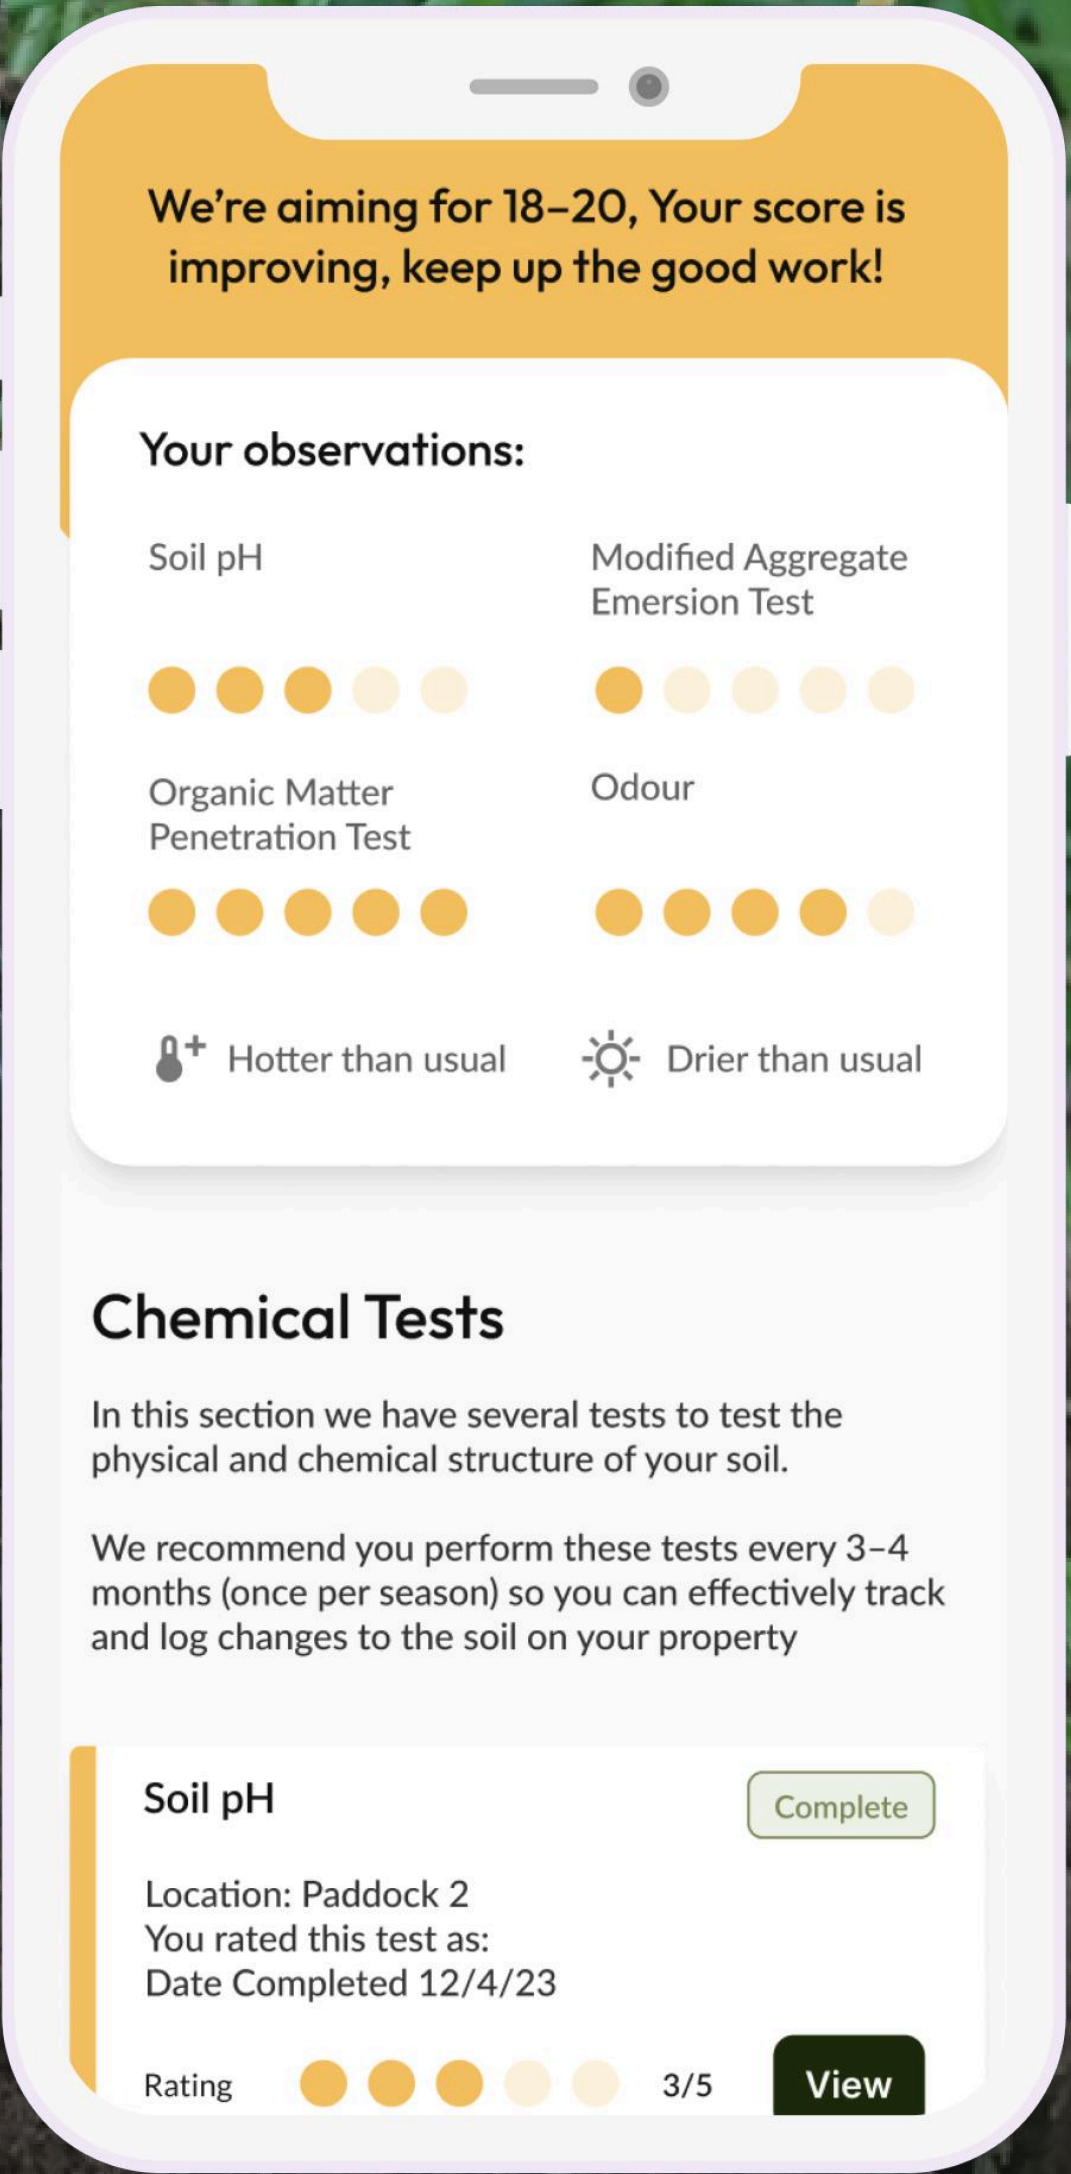 We're aiming for 18–20, Your score is
improving, keep up the good work!
Your observations:
Soil pH
Modified Aggregate
Emersion Test
Organic Matter
Penetration Test
Odour
Hotter than usual
Drier than usual
Chemical Tests
In this section we have several tests to test the
physical and chemical structure of your soil.
We recommend you perform these tests every 3–4
months (once per season) so you can effectively track
and log changes to the soil on your property
Soil pH
Complete
Location: Paddock 2
You rated this test as:
Date Completed 12/4/23
Rating
3/5
View